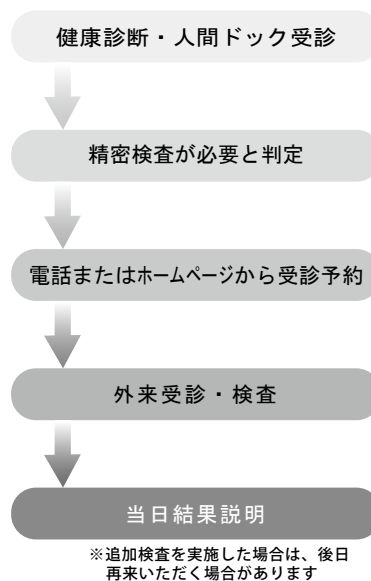 健康診断・人間ドック受診
精密検査が必要と判定
電話またはホームページから受診予約
外来受診・検査
当日結果説明
※追加検査を実施した場合は、後日
再来いただく場合があります